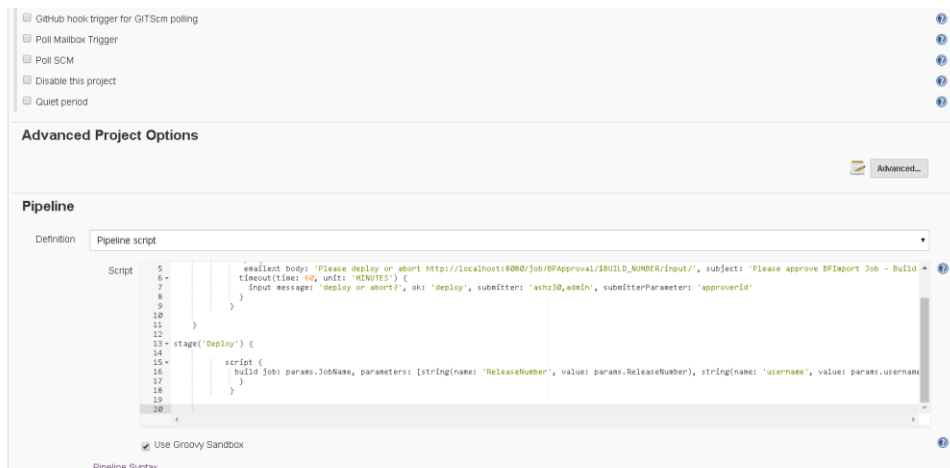 GitHub hook trigger for GITScm polling
Poll Mailbox Trigger
Poll SCM
Disable this project
Quiet period
Advanced Project Options
Advanced...
Pipeline
Definition
Pipeline script
Script
5 emailext body: 'Please deploy or abort http://localhost:8080/job/BPApproval/$BUILD_NUMBER/input/', subject: 'Please approve BPImport Job - Build
6 timeout(time: 60, unit: 'MINUTES') {
7 input message: 'deploy or abort?', ok: 'deploy', submitter: 'ashz30,admin', submitterParameter: 'approverid'
8 }
9 }
10
11 }
12
13 stage('Deploy') {
14
15 script {
16 build job: params.JobName, parameters: [string(name: 'ReleaseNumber', value: params.ReleaseNumber), string(name: 'username', value: params.username
17 }
18 }
19
20
Use Groovy Sandbox
Pipeline Syntax